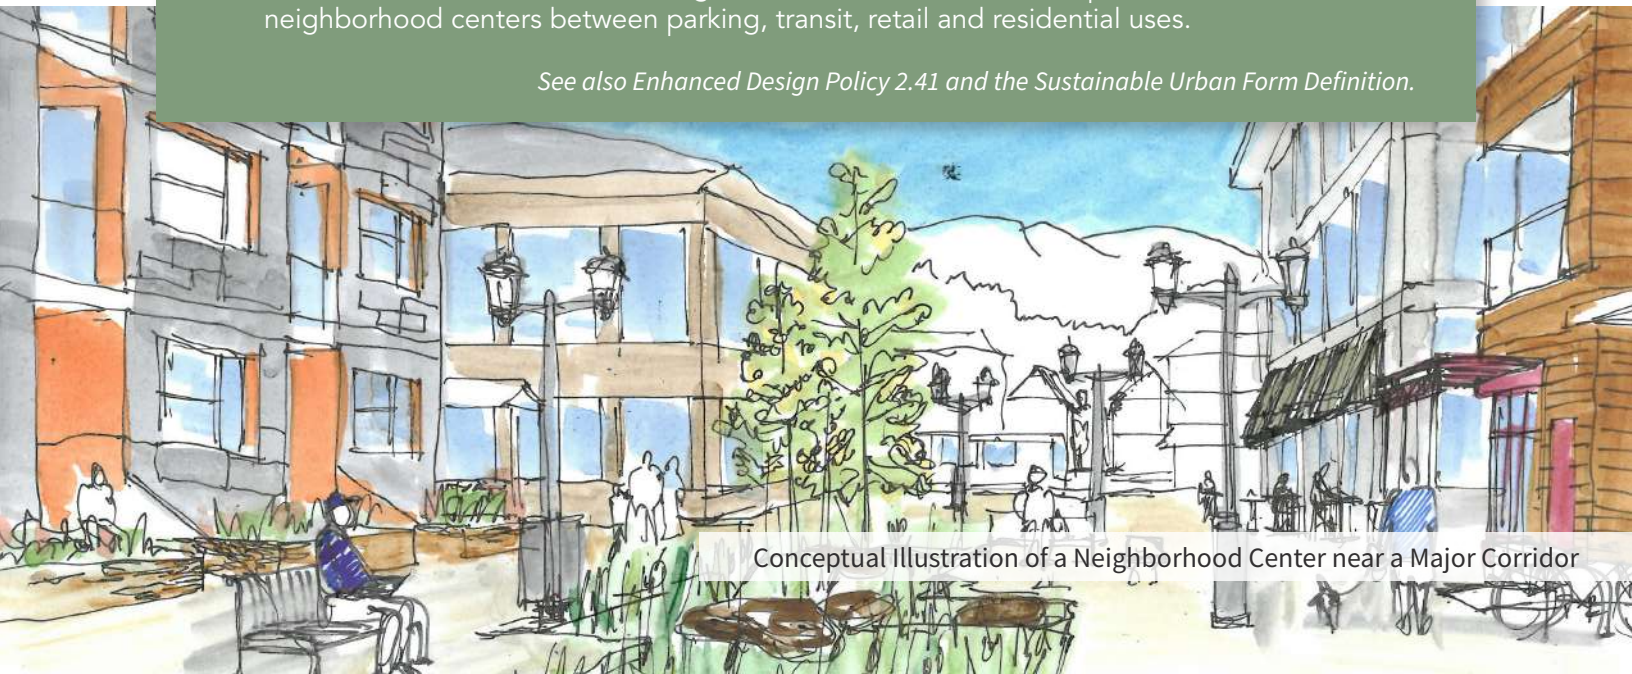 neighborhood centers between parking, transit, retail and residential uses.
See also Enhanced Design Policy 2.41 and the Sustainable Urban Form Definition.
Conceptual Illustration of a Neighborhood Center near a Major Corridor